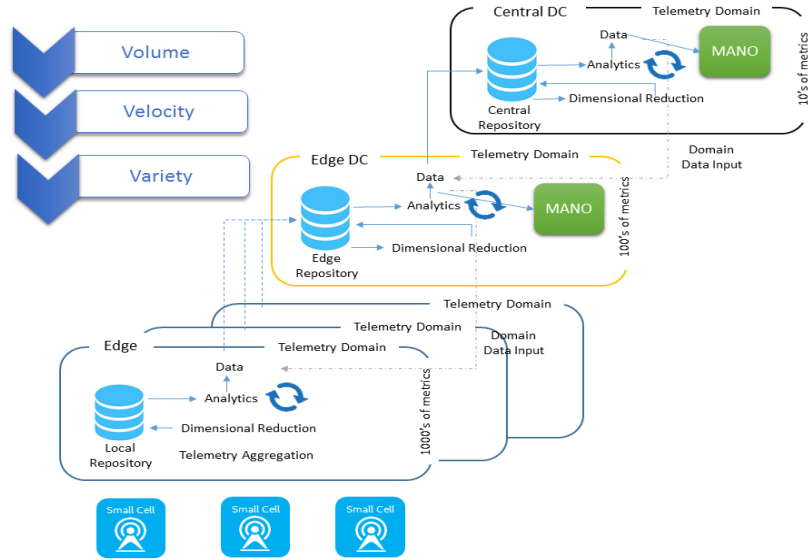 Volume
Velocity
Variety
Central DC
Telemetry Domain
Data
MANO
Analytics
Dimensional Reduction
Central
Repository
10's of metrics
Domain
Data Input
Edge DC
Telemetry Domain
Data
Analytics
MANO
Dimensional Reduction
Edge
Repository
100's of metrics
Telemetry Domain
Telemetry Domain
Domain
Data Input
Edge
Telemetry Domain
Data
Analytics
Dimensional Reduction
Local
Repository
Telemetry Aggregation
1000's of metrics
Small Cell
Small Cell
Small Cell